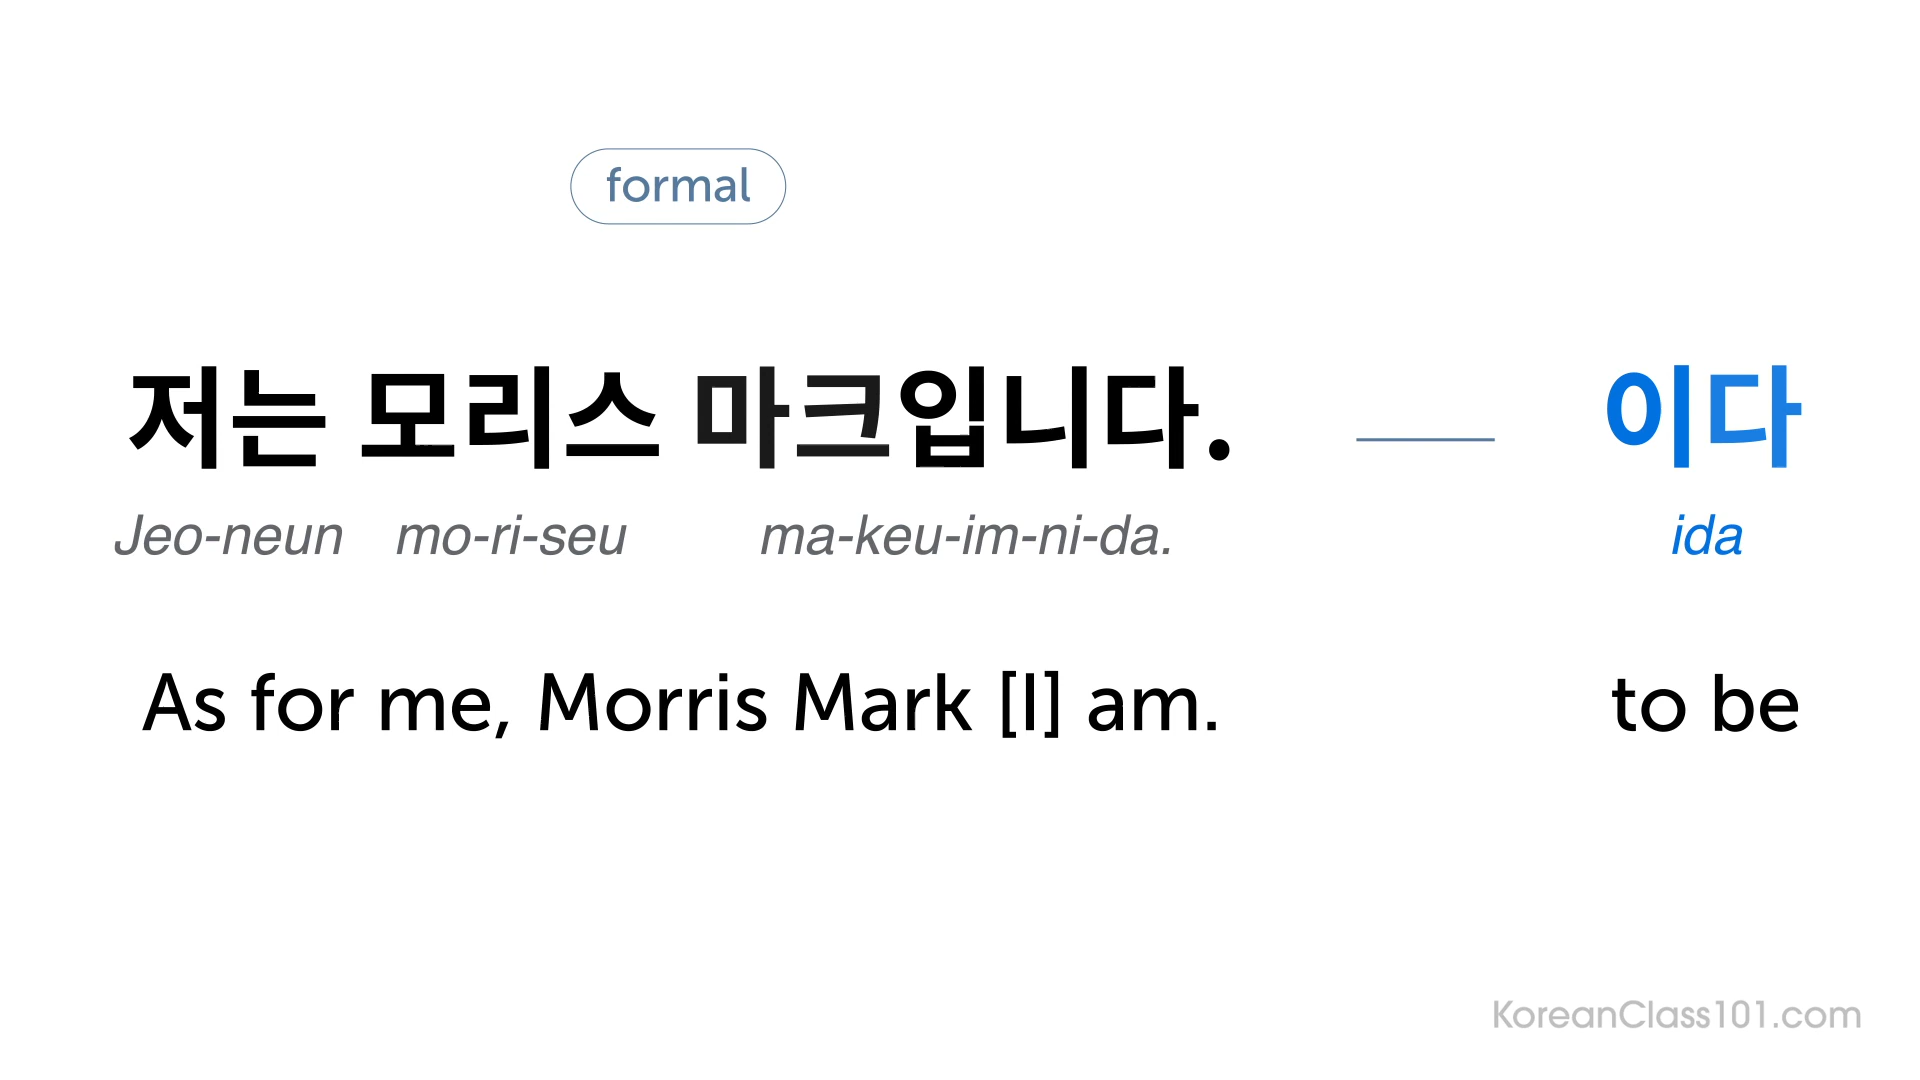 formal
저는 모리스 마크입니다. — 이다
Jeo-neun mo-ri-seu ma-keu-im-ni-da. ida
As for me, Morris Mark [I] am. to be
KoreanClass101.com